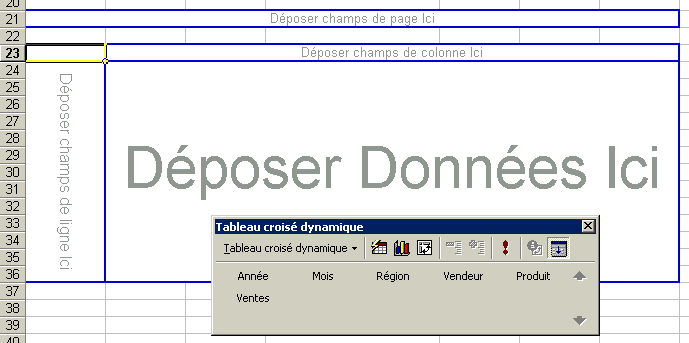 20
21 Déposer champs de page Ici
22
23 Déposer champs de colonne Ici
24
25
26
27
28
29
30
31
32
33
34
35
36
37
38
39
40
Déposer champs de ligne Ici
Déposer Données Ici
Tableau croisé dynamique
Tableau croisé dynamique
Année Mois Région Vendeur Produit
Ventes